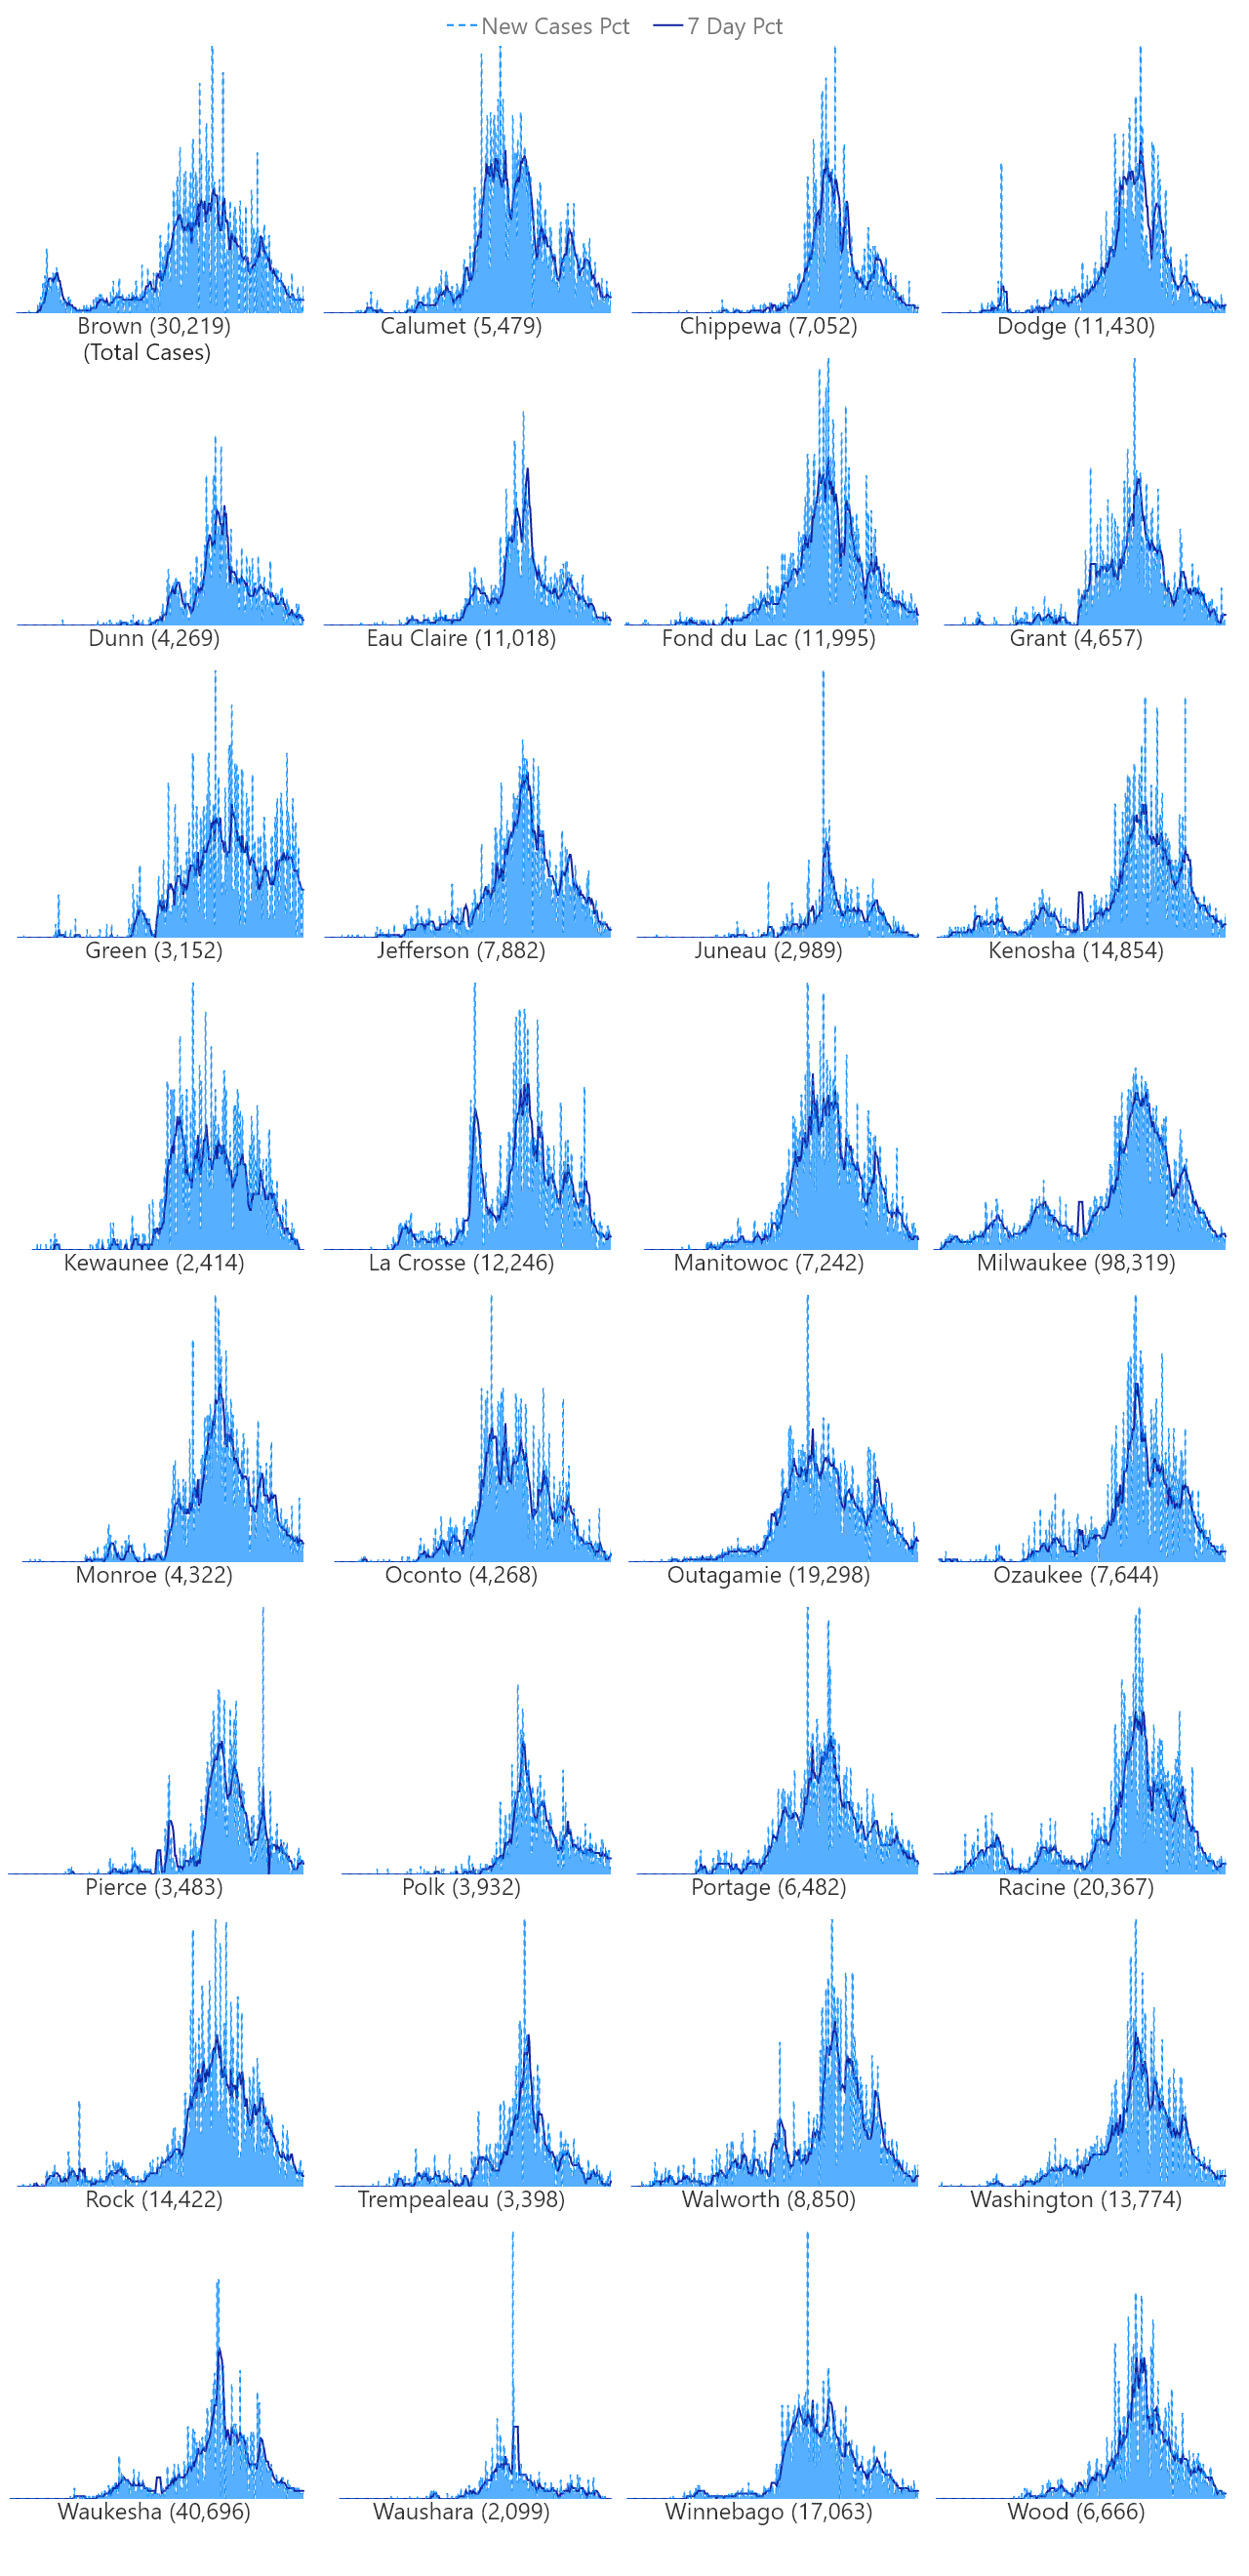 New Cases Pct 7 Day Pct
Brown (30,219) Calumet (5,479) Chippewa (7,052) Dodge (11,430)
(Total Cases)
Dunn (4,269) Eau Claire (11,018) Fond du Lac (11,995) Grant (4,657)
Green (3,152) Jefferson (7,882) Juneau (2,989) Kenosha (14,854)
Kewaunee (2,414) La Crosse (12,246) Manitowoc (7,242) Milwaukee (98,319)
Monroe (4,322) Oconto (4,268) Outagamie (19,298) Ozaukee (7,644)
Pierce (3,483) Polk (3,932) Portage (6,482) Racine (20,367)
Rock (14,422) Trempealeau (3,398) Walworth (8,850) Washington (13,774)
Waukesha (40,696) Waushara (2,099) Winnebago (17,063) Wood (6,666)